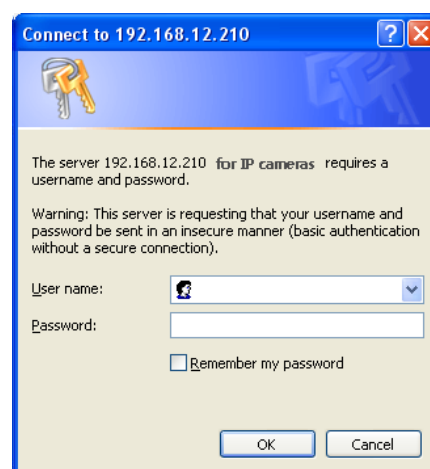 Connect to 192.168.12.210
The server 192.168.12.210 for IP cameras requires a
username and password.
Warning: This server is requesting that your username and
password be sent in an insecure manner (basic authentication
without a secure connection).
User name:
Password:
Remember my password
OK Cancel